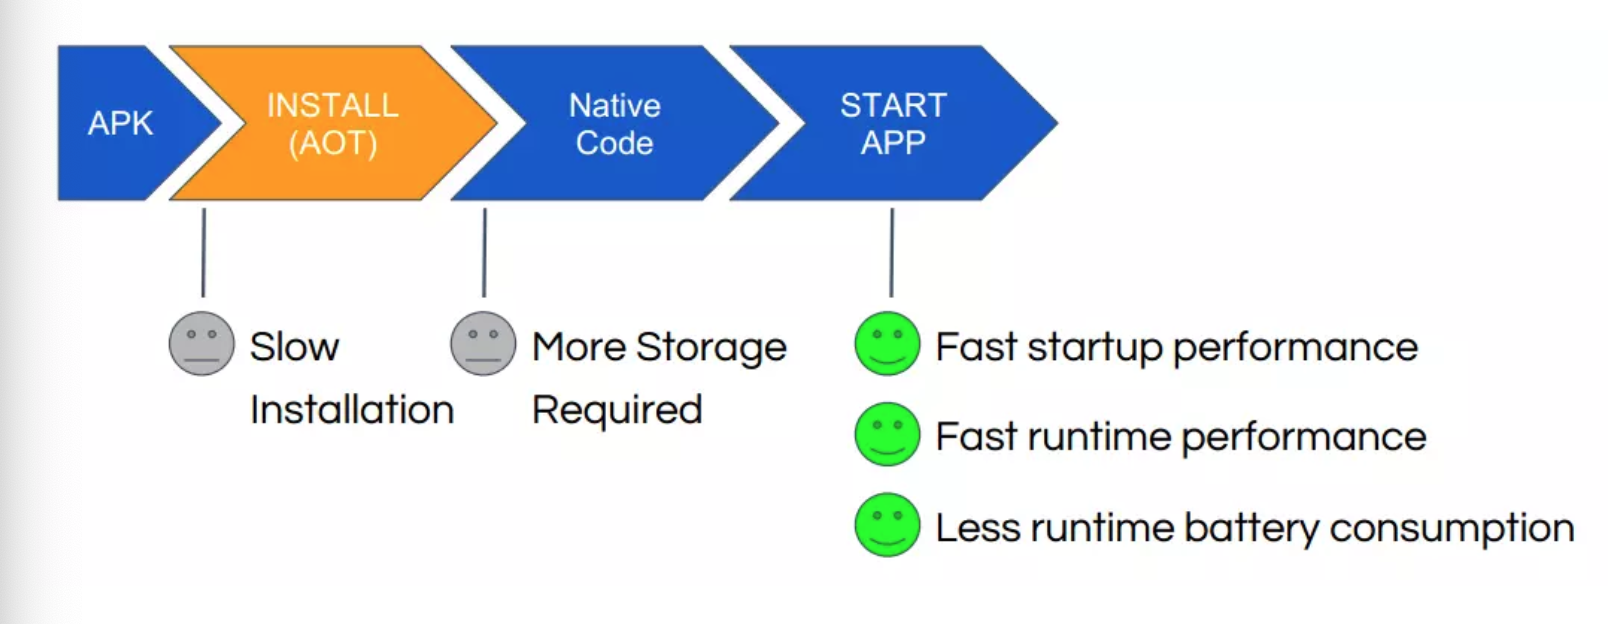 APK
INSTALL
(AOT)
Native
Code
START
APP
Slow
Installation
More Storage
Required
Fast startup performance
Fast runtime performance
Less runtime battery consumption